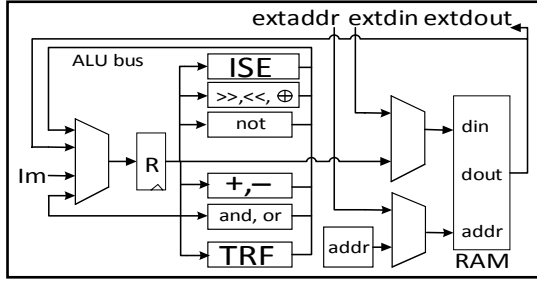 extaddr extdin extdout
ALU bus
ISE
>>,<<, ⊕
not
din
Im
R
dout
+,−
and, or
addr
addr
TRF
RAM